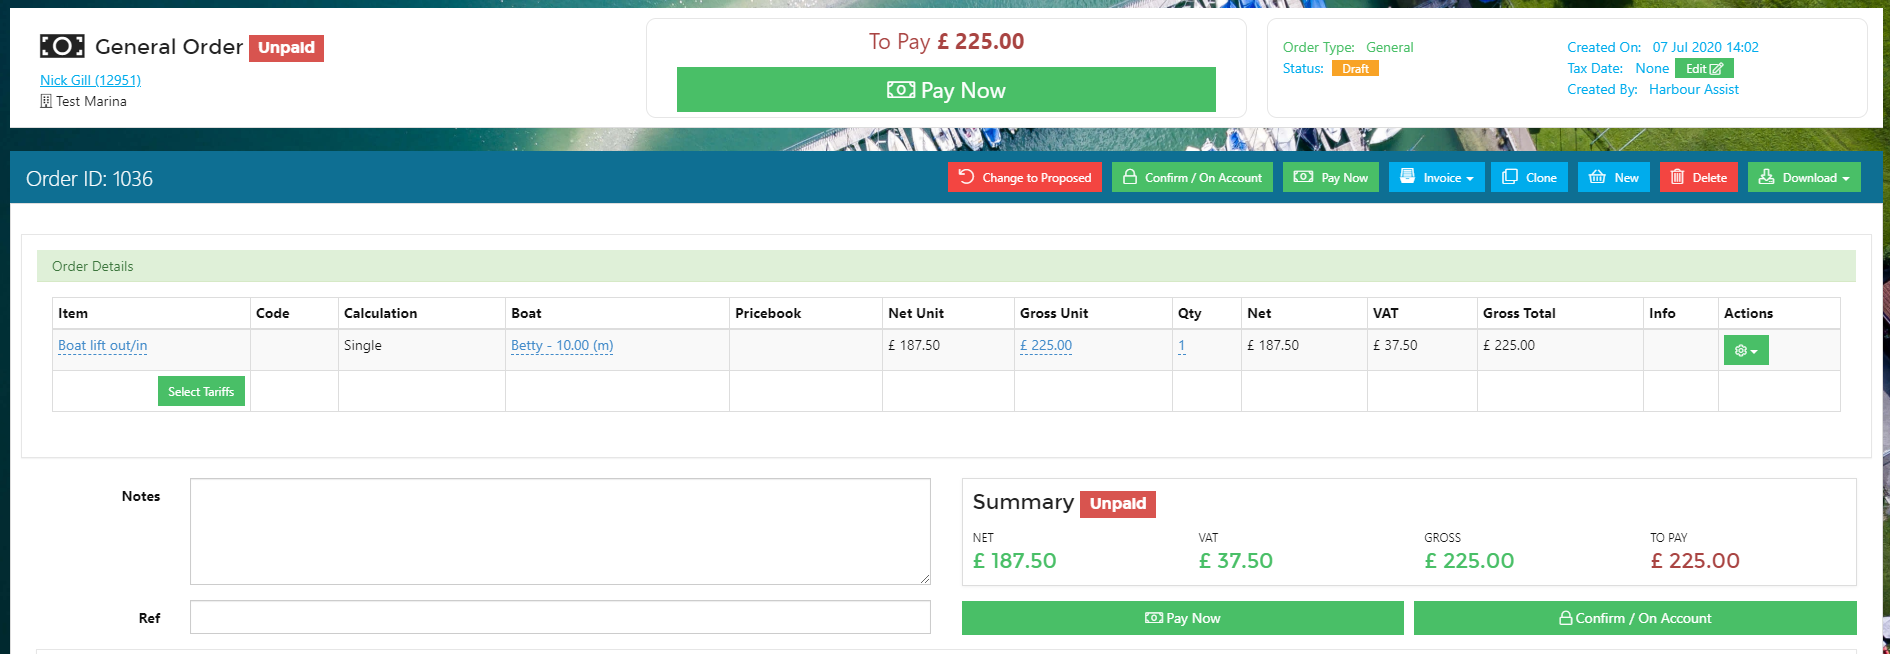 General Order Unpaid
Nick Gill (12951)
Test Marina
To Pay £ 225.00
Pay Now
Order Type: General
Status: Draft
Created On: 07 Jul 2020 14:02
Tax Date: None Edit
Created By: Harbour Assist
Order ID: 1036
Change to Proposed Confirm / On Account Pay Now Invoice Clone New Delete Download
Order Details
Item Code Calculation Boat Pricebook Net Unit Gross Unit Qty Net VAT Gross Total Info Actions
Boat lift out/in Single Betty - 10.00 (m) £ 187.50 £ 225.00 1 £ 187.50 £ 37.50 £ 225.00
Select Tariffs
Notes
Ref
Summary Unpaid
NET VAT GROSS TO PAY
£ 187.50 £ 37.50 £ 225.00 £ 225.00
Pay Now Confirm / On Account